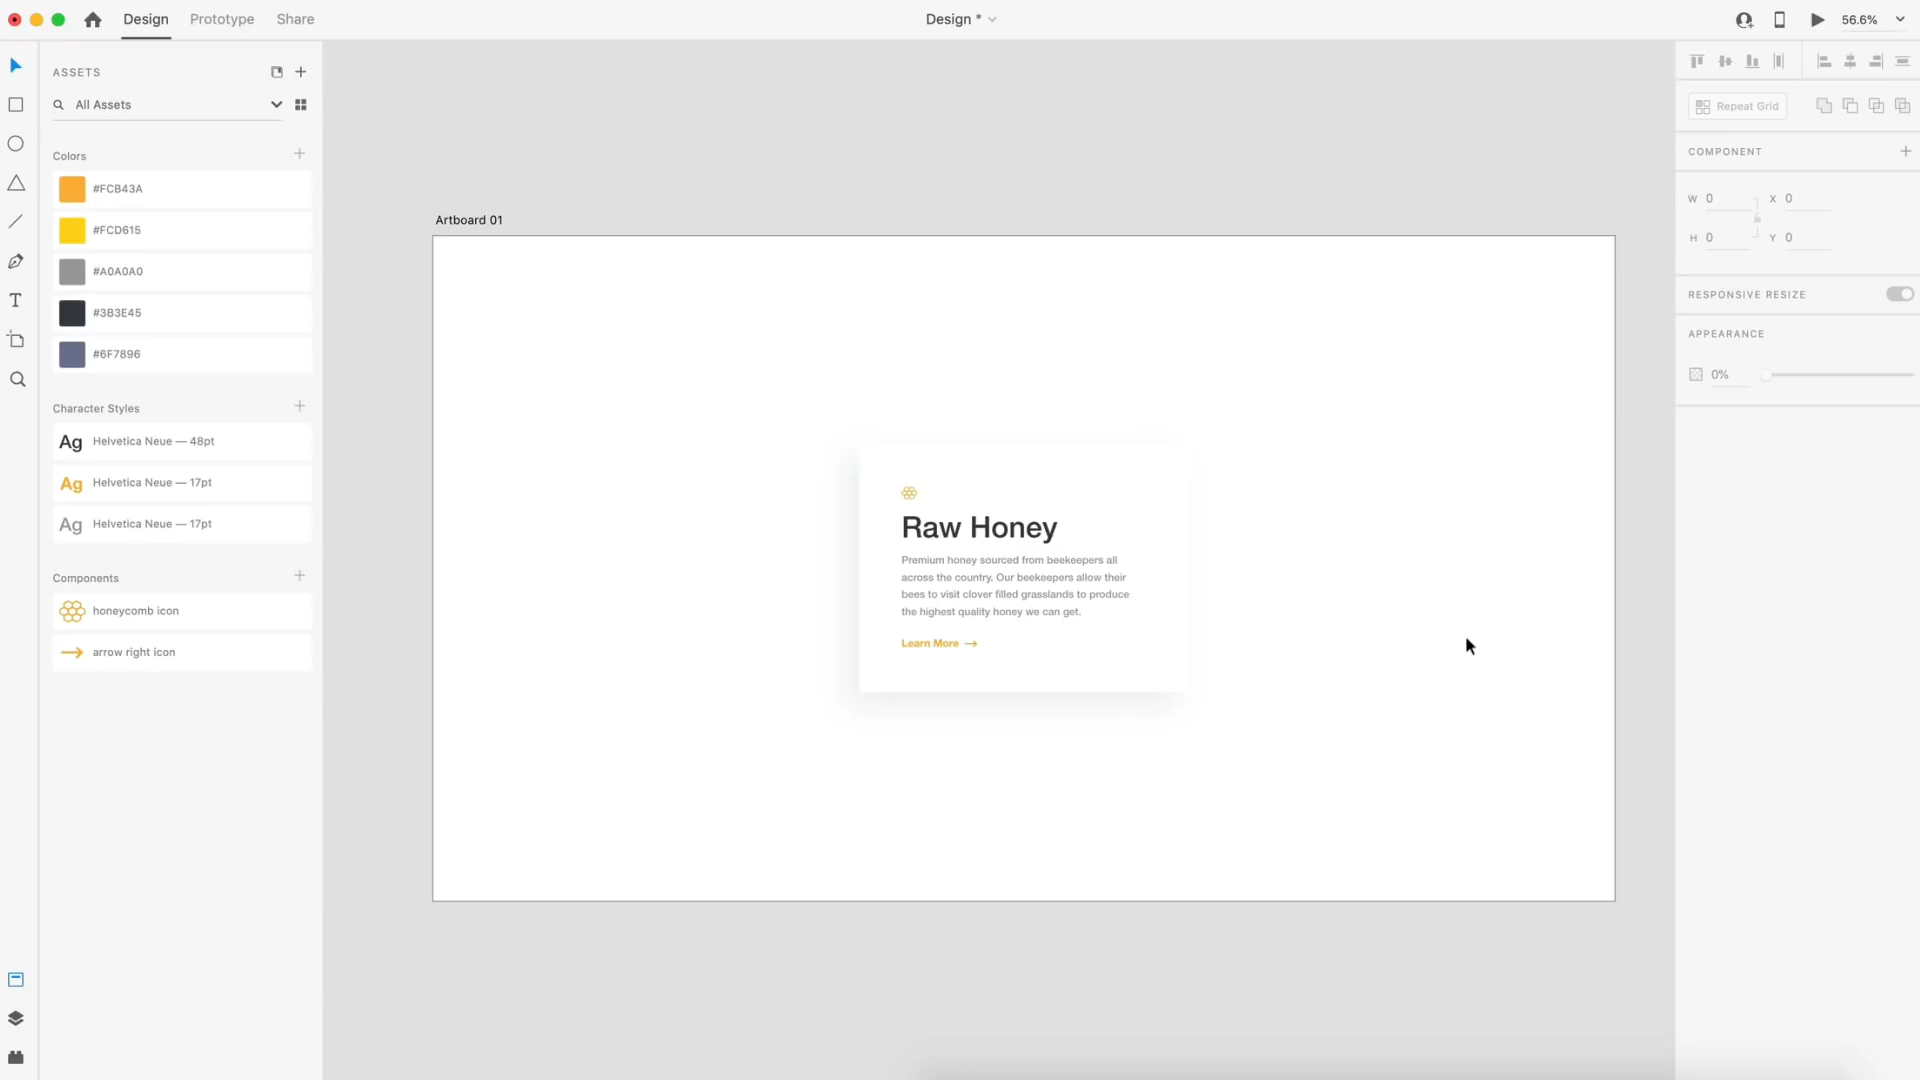 Design
Prototype
Share
Design *
56.6%
ASSETS
All Assets
Colors
#FCB43A
#FCD615
#A0A0A0
#3B3E45
#6F7896
Character Styles
Ag Helvetica Neue — 48pt
Ag Helvetica Neue — 17pt
Ag Helvetica Neue — 17pt
Components
honeycomb icon
arrow right icon
Artboard 01
Raw Honey
Premium honey sourced from beekeepers all
across the country. Our beekeepers allow their
bees to visit clover filled grasslands to produce
the highest quality honey we can get.
Learn More
Repeat Grid
COMPONENT
W 0 X 0
H 0 Y 0
RESPONSIVE RESIZE
APPEARANCE
0%